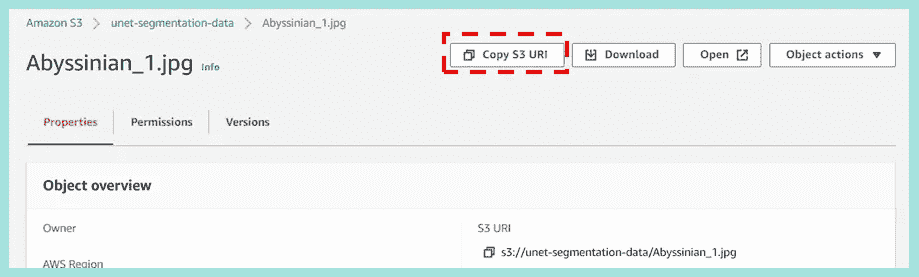 Amazon S3 > unet-segmentation-data > Abyssinian_1.jpg
Abyssinian_1.jpg Info
Copy S3 URI Download Open Object actions
Properties Permissions Versions
Object overview
Owner S3 URI
s3://unet-segmentation-data/Abyssinian_1.jpg
AWS Region